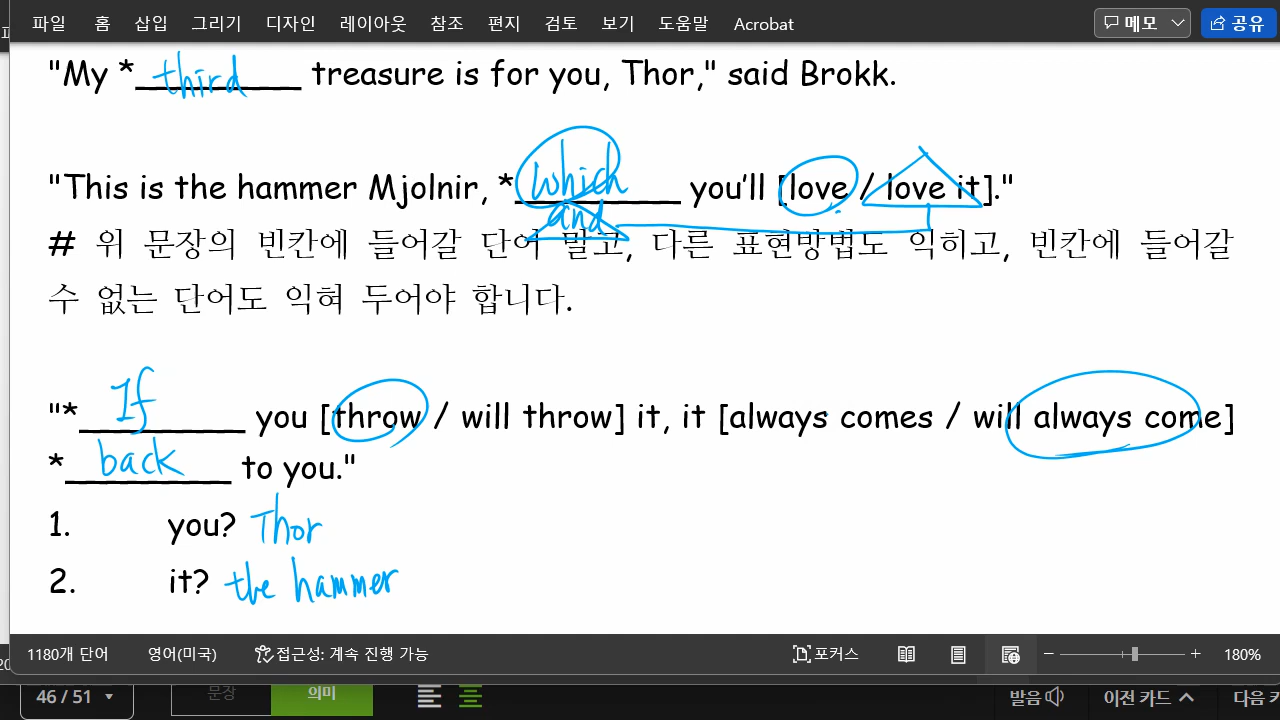 파일 홈 삽입 그리기 디자인 레이아웃 참조 편지 검토 보기 도움말 Acrobat 메모 공유
"My * third treasure is for you, Thor," said Brokk.
"This is the hammer Mjolnir, * which you'll [love / love it]."
and
# 위 문장의 빈칸에 들어갈 단어 말고, 다른 표현방법도 익히고, 빈칸에 들어갈
수 없는 단어도 익혀 두어야 합니다.
"* If you [throw / will throw] it, it [always comes / will always come]
* back to you."
1. you? Thor
2. it? the hammer
1180개 단어 영어(미국) 접근성: 계속 진행 가능 포커스 180%
46 / 51 문장 의미 발음 이전 카드 다음